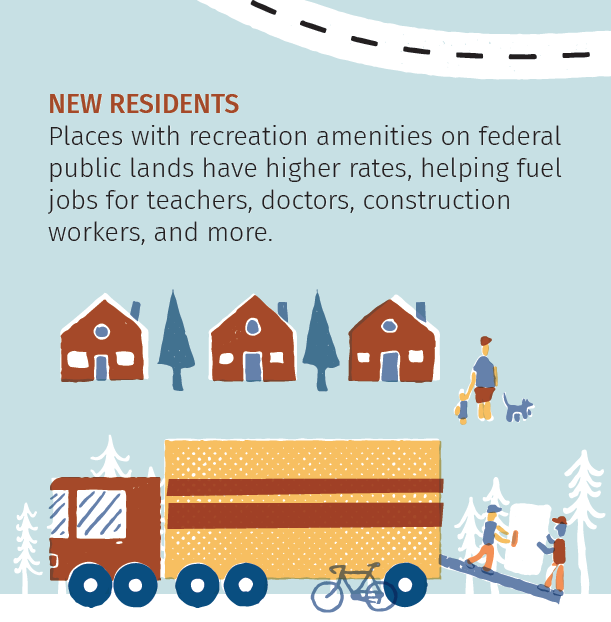 NEW RESIDENTS
Places with recreation amenities on federal
public lands have higher rates, helping fuel
jobs for teachers, doctors, construction
workers, and more.